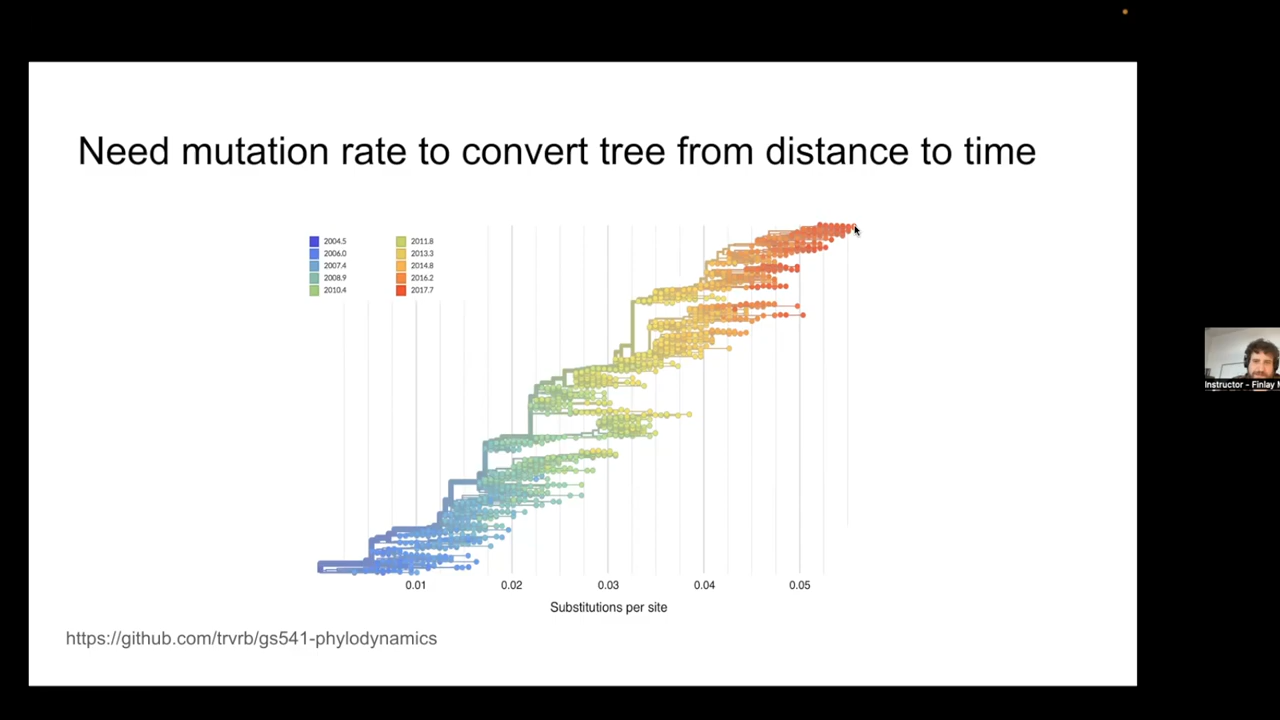 Need mutation rate to convert tree from distance to time
2004.5 2011.8
2006.0 2013.3
2007.4 2014.8
2008.9 2016.2
2010.4 2017.7
0.01 0.02 0.03 0.04 0.05
Substitutions per site
https://github.com/trvrb/gs541-phylodynamics
Instructor - Finlay M